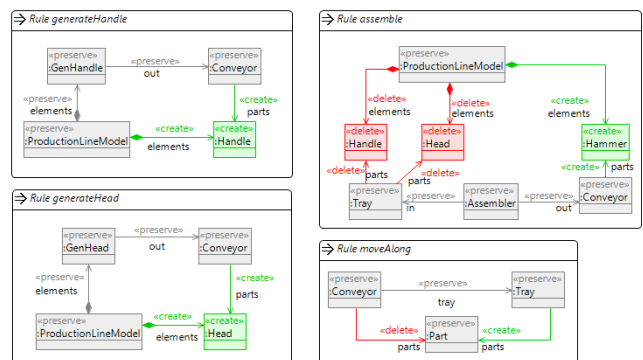 Rule generateHandle
«preserve»
:GenHandle
«preserve»
out
«preserve»
:Conveyor
«preserve»
elements
«create»
parts
«preserve»
:ProductionLineModel
«create»
elements
«create»
:Handle
Rule generateHead
«preserve»
:GenHead
«preserve»
out
«preserve»
:Conveyor
«preserve»
elements
«create»
parts
«preserve»
:ProductionLineModel
«create»
elements
«create»
:Head
Rule assemble
«preserve»
:ProductionLineModel
«delete»
elements
«delete»
elements
«create»
elements
«delete»
:Handle
«delete»
:Head
«create»
:Hammer
«delete»
parts
«delete»
parts
«create»
parts
«preserve»
:Tray
«preserve»
in
«preserve»
:Assembler
«preserve»
out
«preserve»
:Conveyor
Rule moveAlong
«preserve»
:Conveyor
«preserve»
tray
«preserve»
:Tray
«delete»
parts
«preserve»
:Part
«create»
parts